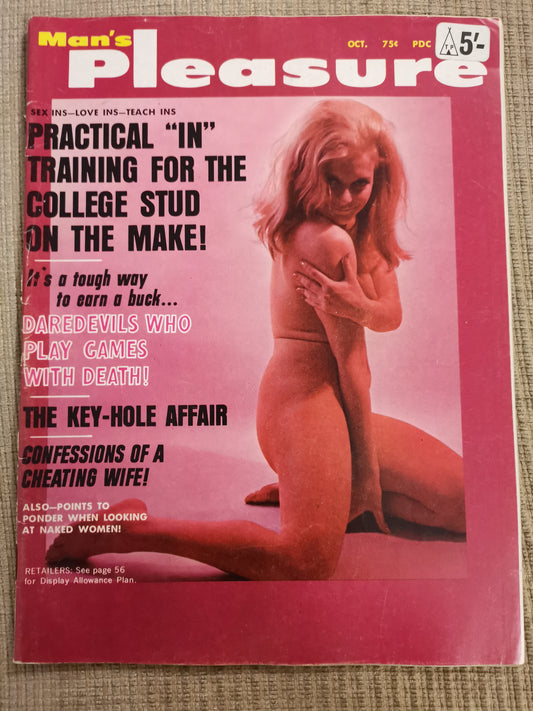 Man's
OCT. 75¢ PDC
T P 5'-
Pleasure
SEX INS—LOVE INS—TEACH INS
PRACTICAL "IN"
TRAINING FOR THE
COLLEGE STUD
ON THE MAKE!
It's a tough way
to earn a buck...
DAREDEVILS WHO
PLAY GAMES
WITH DEATH!
THE KEY-HOLE AFFAIR
CONFESSIONS OF A
CHEATING WIFE!
ALSO—POINTS TO
PONDER WHEN LOOKING
AT NAKED WOMEN!
RETAILERS: See page 56
for Display Allowance Plan.